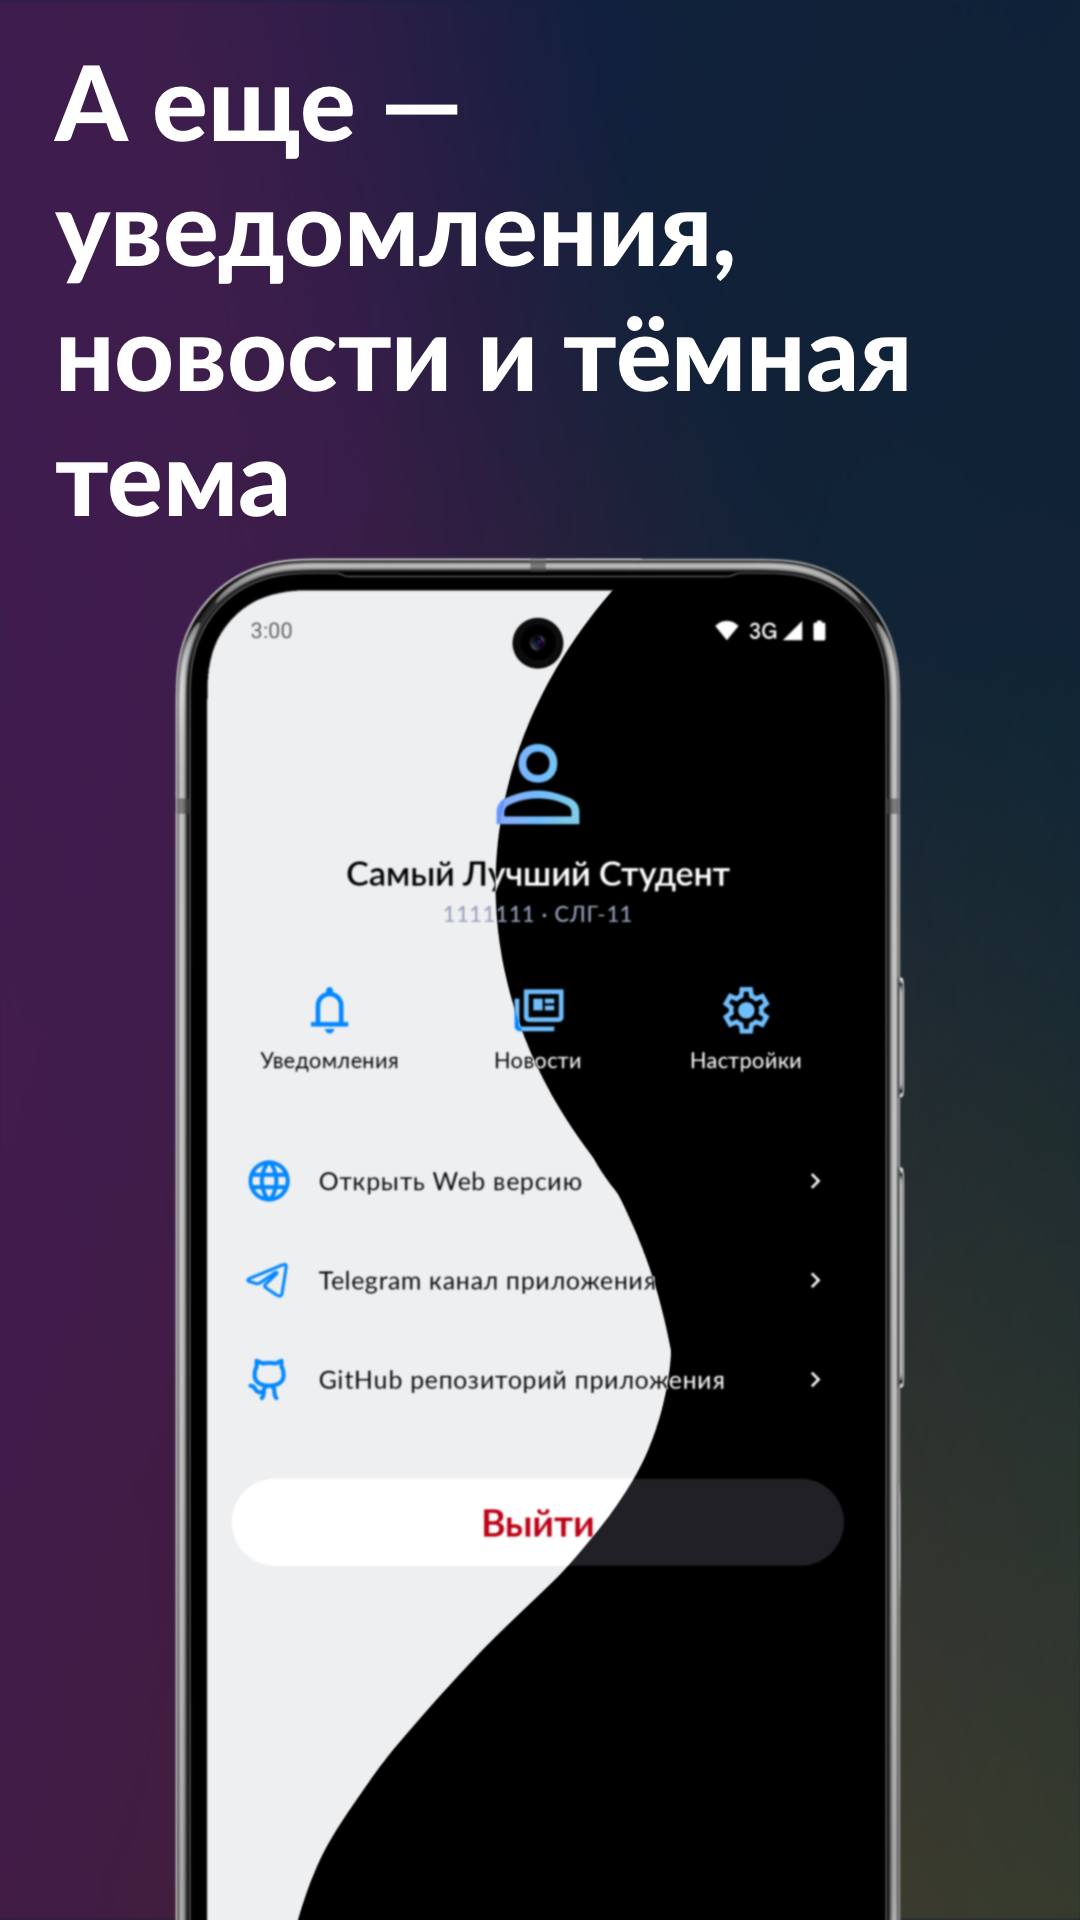 А еще —
уведомления,
новости и тёмная
тема
3:00
3G
Самый Лучший Студент
1111111 · СЛГ-11
Уведомления
Новости
Настройки
Открыть Web версию
Telegram канал приложения
GitHub репозиторий приложения
Выйти